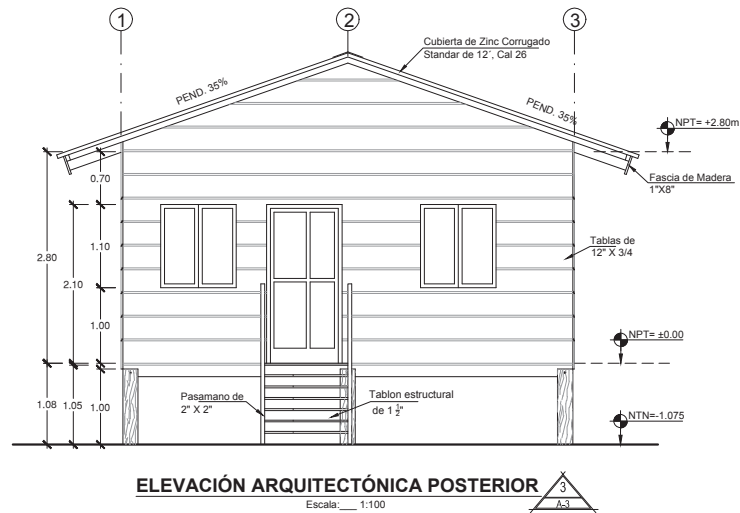 1
2
3
Cubierta de Zinc Corrugado
Standar de 12´, Cal 26
PEND. 35%
PEND. 35%
NPT= +2.80m
Fascia de Madera
1"X8"
0.70
1.10
2.80
2.10
1.00
Tablas de
12" X 3/4
NPT= ±0.00
1.08
1.05
1.00
Pasamano de
2" X 2"
Tablon estructural
de 1 ½"
NTN=-1.075
ELEVACIÓN ARQUITECTÓNICA POSTERIOR
Escala:___ 1:100
3
A-3